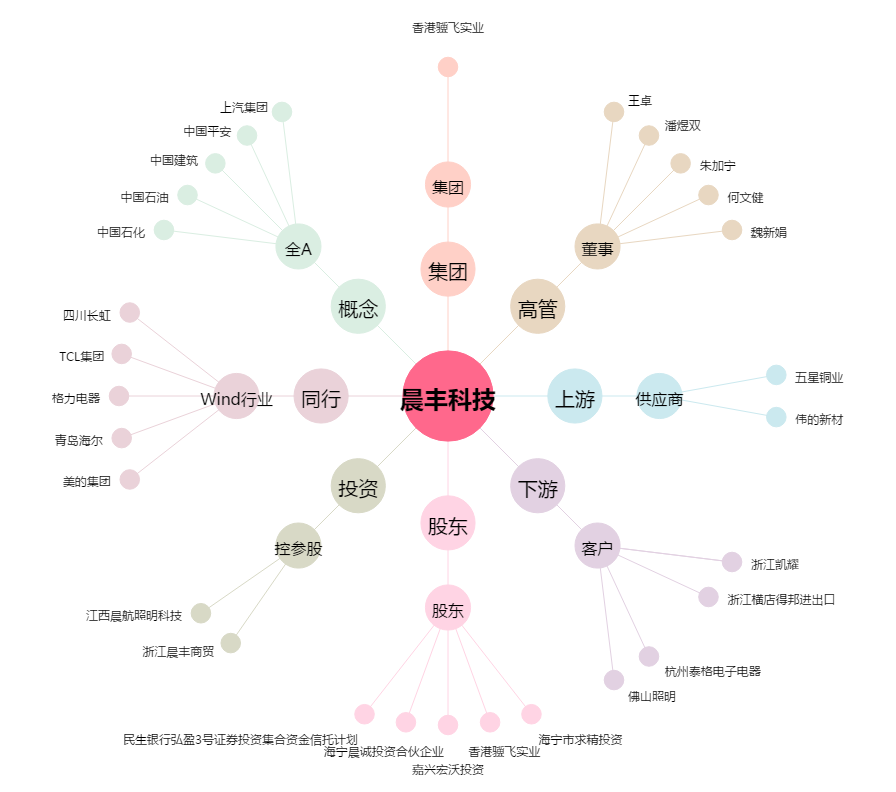 香港骏飞实业
集团
集团
上汽集团
中国平安
中国建筑
中国石油
中国石化
全A
概念
王卓
潘煜双
朱加宁
何文健
魏新娟
董事
高管
四川长虹
TCL集团
格力电器
青岛海尔
美的集团
Wind行业
同行
晨丰科技
上游
供应商
五星铜业
伟的新材
投资
控参股
江西晨航照明科技
浙江晨丰商贸
股东
股东
下游
客户
浙江凯耀
浙江横店得邦进出口
杭州泰格电子电器
佛山照明
民生银行弘盈3号证券投资集合资金信托计划
海宁晨诚投资合伙企业
嘉兴宏沃投资
香港骏飞实业
海宁市求精投资